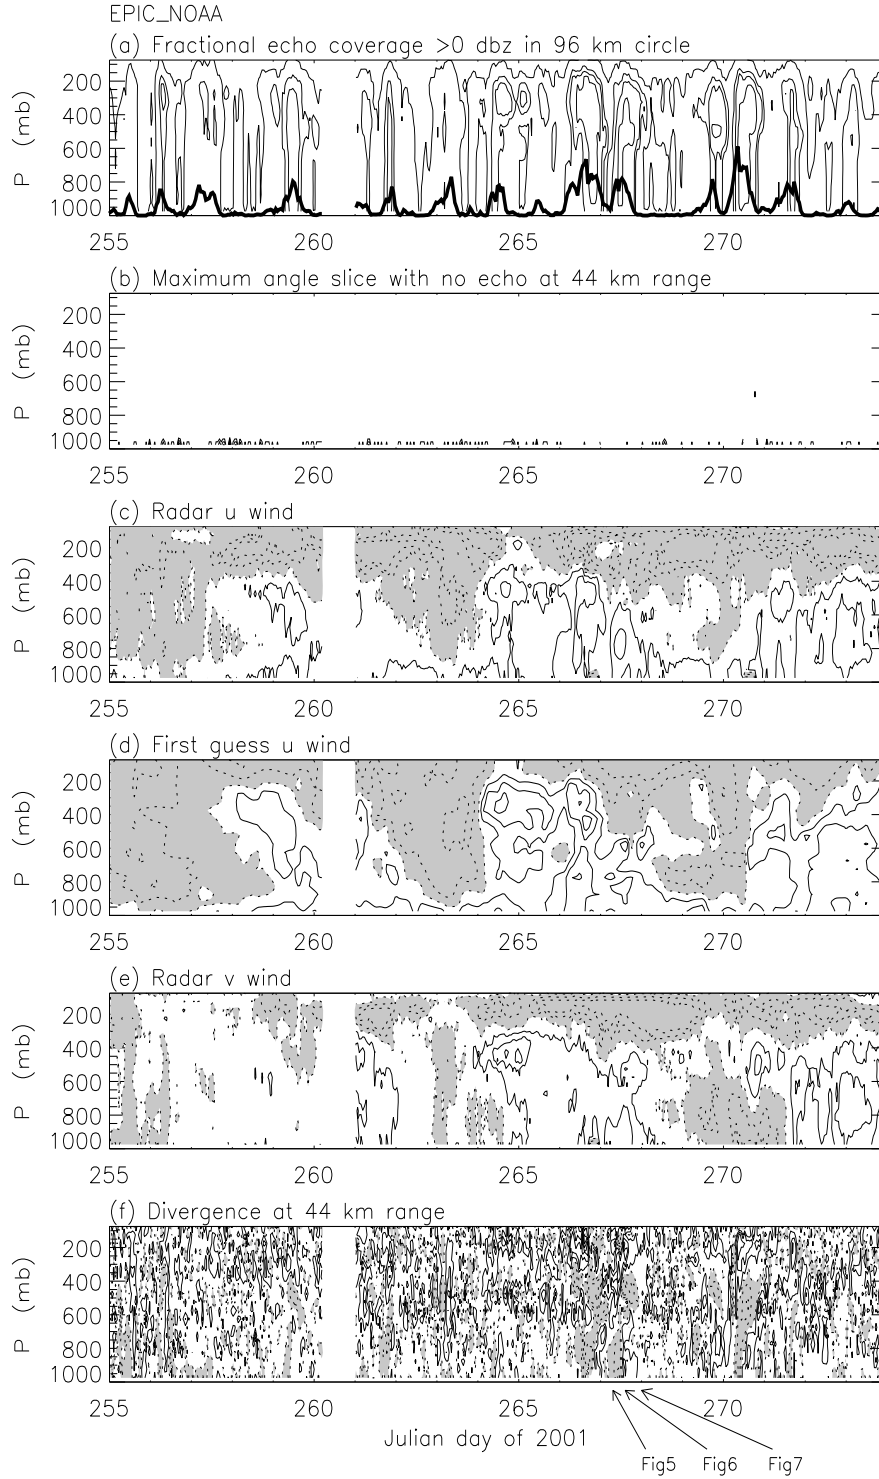 EPIC_NOAA
(a) Fractional echo coverage >0 dbz in 96 km circle
P (mb)
200
400
600
800
1000
255 260 265 270
(b) Maximum angle slice with no echo at 44 km range
P (mb)
200
400
600
800
1000
255 260 265 270
(c) Radar u wind
P (mb)
200
400
600
800
1000
255 260 265 270
(d) First guess u wind
P (mb)
200
400
600
800
1000
255 260 265 270
(e) Radar v wind
P (mb)
200
400
600
800
1000
255 260 265 270
(f) Divergence at 44 km range
P (mb)
200
400
600
800
1000
255 260 265 270
Julian day of 2001
Fig5 Fig6 Fig7